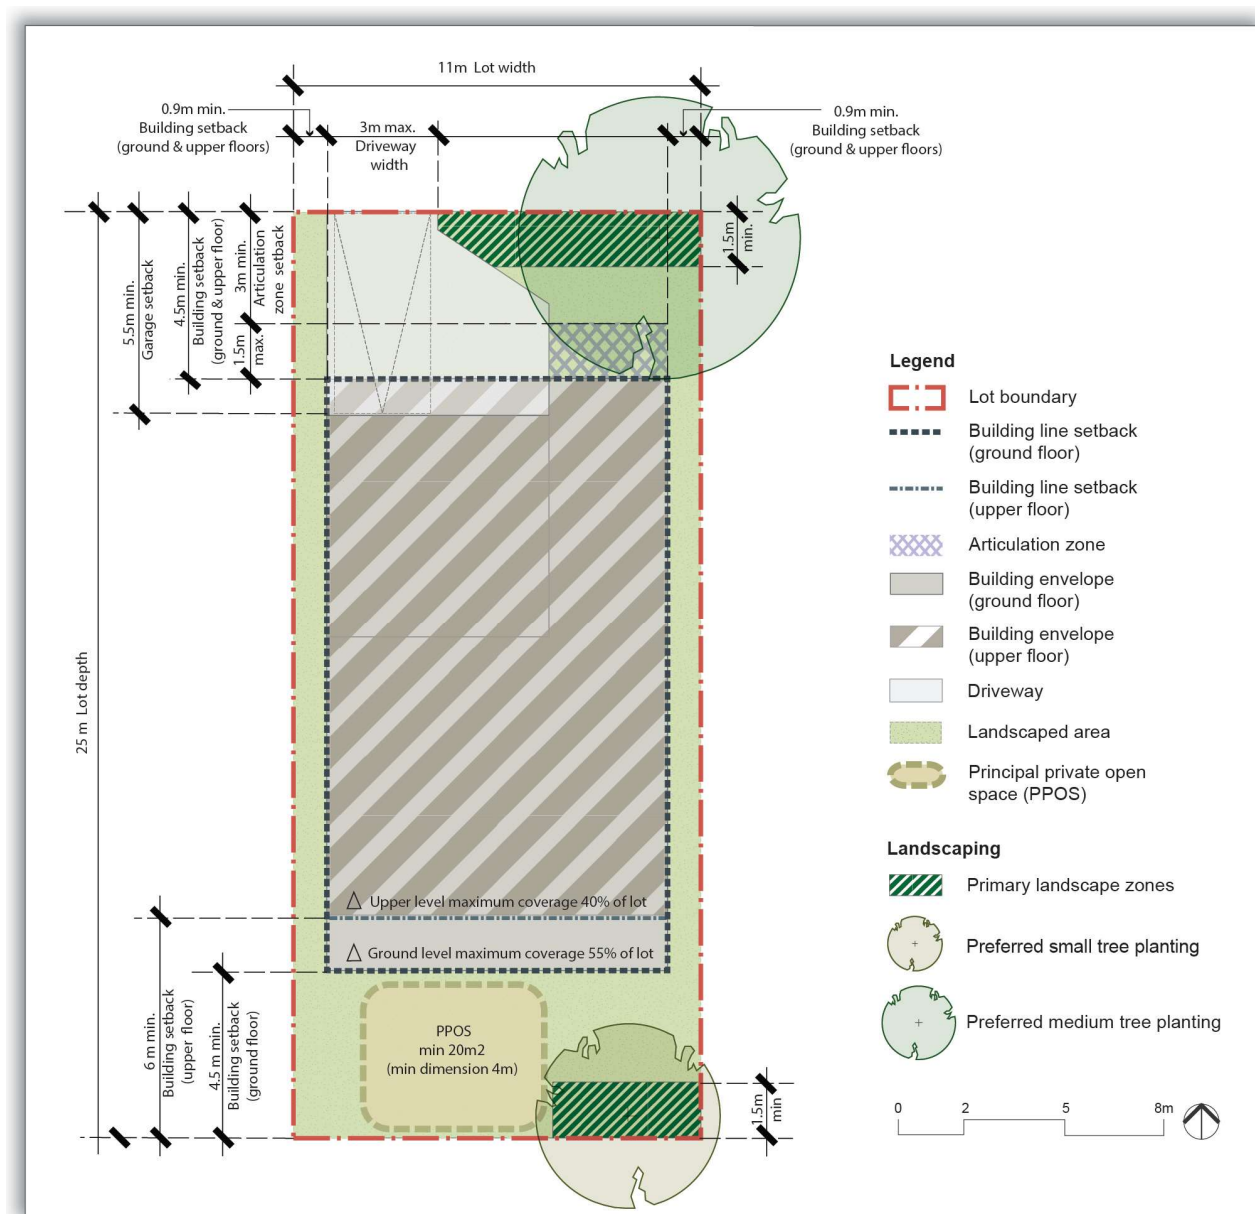 11m Lot width
0.9m min.
Building setback
(ground & upper floors)
3m max.
Driveway
width
0.9m min.
Building setback
(ground & upper floors)
5.5m min.
Garage setback
4.5m min.
Building setback
(ground & upper floor)
3m min.
Articulation
zone setback
1.5m
max.
1.5m
min.
25 m Lot depth
Upper level maximum coverage 40% of lot
Ground level maximum coverage 55% of lot
6 m min.
Building setback
(upper floor)
4.5 m min.
Building setback
(ground floor)
PPOS
min 20m2
(min dimension 4m)
1.5m
min
Legend
Lot boundary
Building line setback
(ground floor)
Building line setback
(upper floor)
Articulation zone
Building envelope
(ground floor)
Building envelope
(upper floor)
Driveway
Landscaped area
Principal private open
space (PPOS)
Landscaping
Primary landscape zones
Preferred small tree planting
Preferred medium tree planting
0 2 5 8m